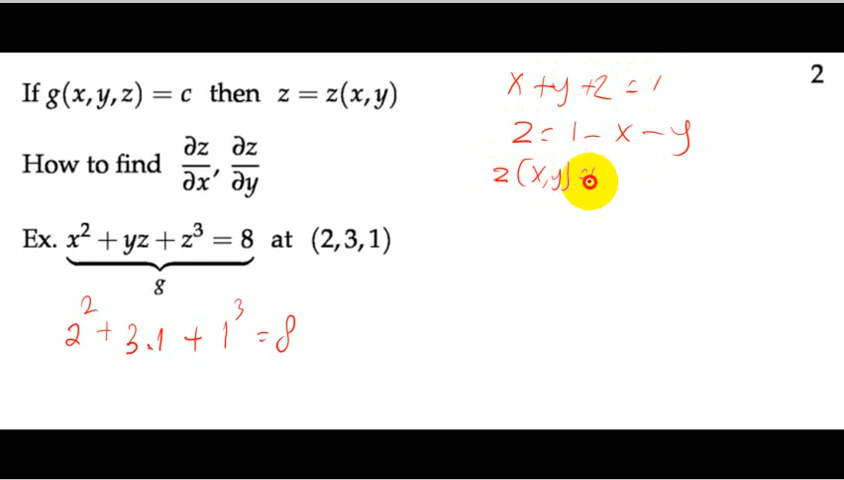 If g(x, y, z) = c then z = z(x, y)
How to find ∂z/∂x, ∂z/∂y
Ex. x² + yz + z³ = 8 at (2, 3, 1)
g
2² + 3.1 + 1³ = 8
x + y + z = 1
z = 1 - x - y
z(x, y) =
2